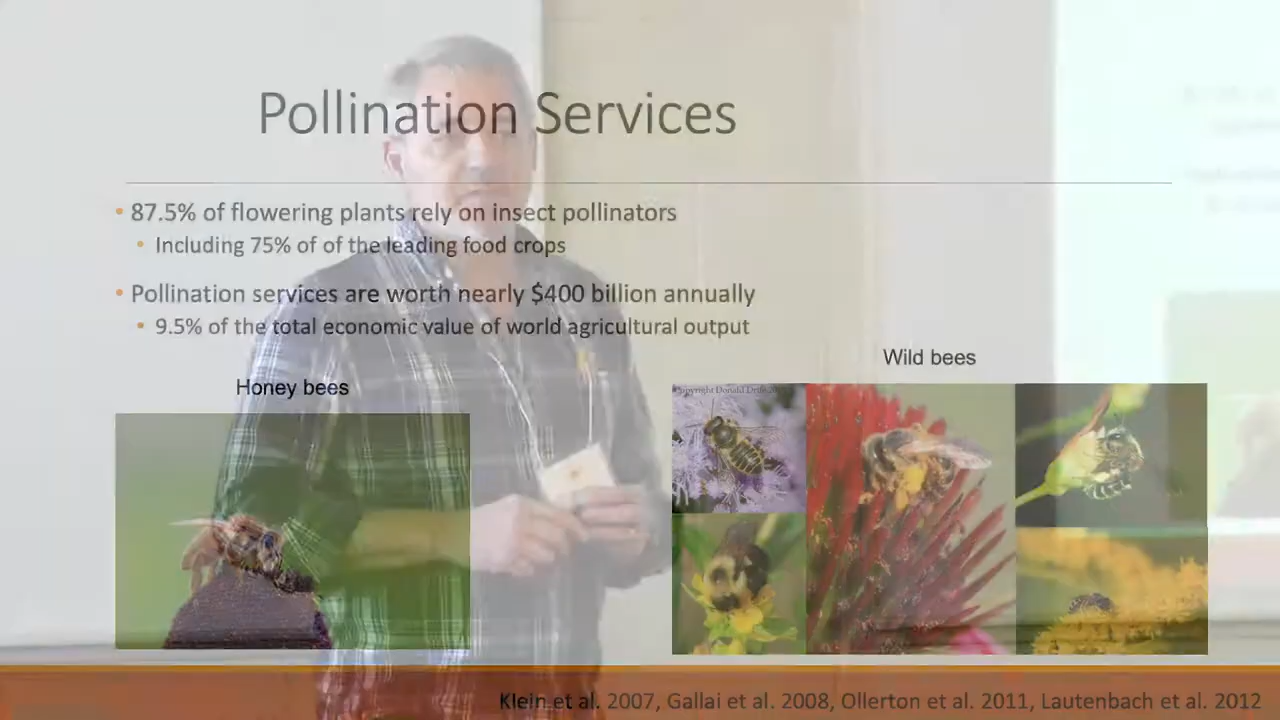 Pollination Services
• 87.5% of flowering plants rely on insect pollinators
• Including 75% of of the leading food crops
• Pollination services are worth nearly $400 billion annually
• 9.5% of the total economic value of world agricultural output
Wild bees
Honey bees
Copyright Donald
Klein et al. 2007, Gallai et al. 2008, Ollerton et al. 2011, Lautenbach et al. 2012